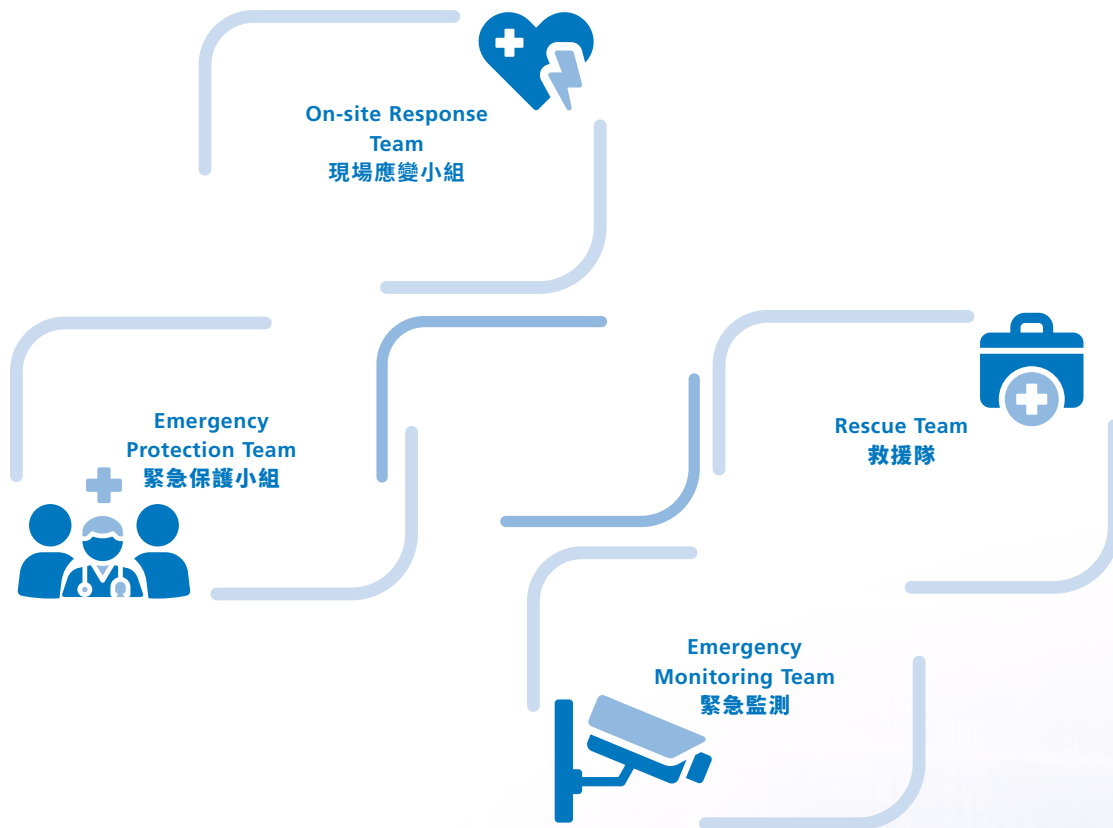 On-site Response
Team
現場應變小組
Emergency
Protection Team
緊急保護小組
Rescue Team
救援隊
Emergency
Monitoring Team
緊急監測